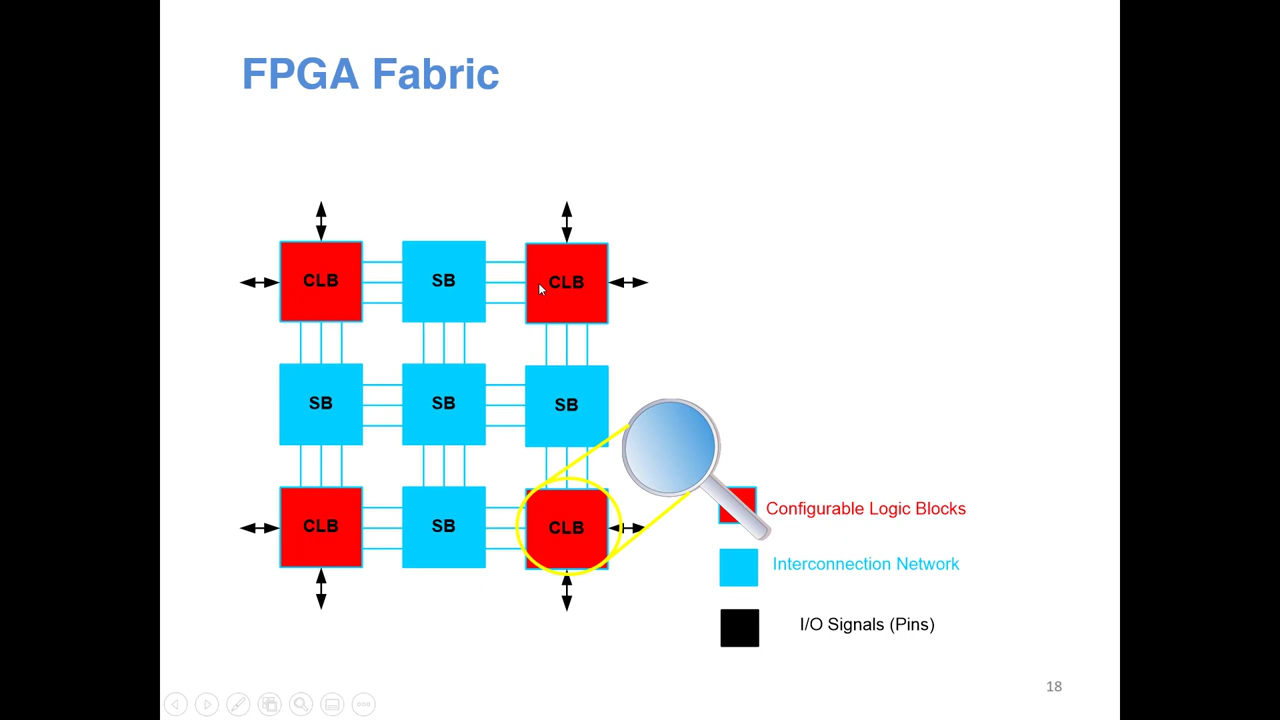 FPGA Fabric
CLB
SB
CLB
SB
SB
SB
CLB
SB
CLB
Configurable Logic Blocks
Interconnection Network
I/O Signals (Pins)
18